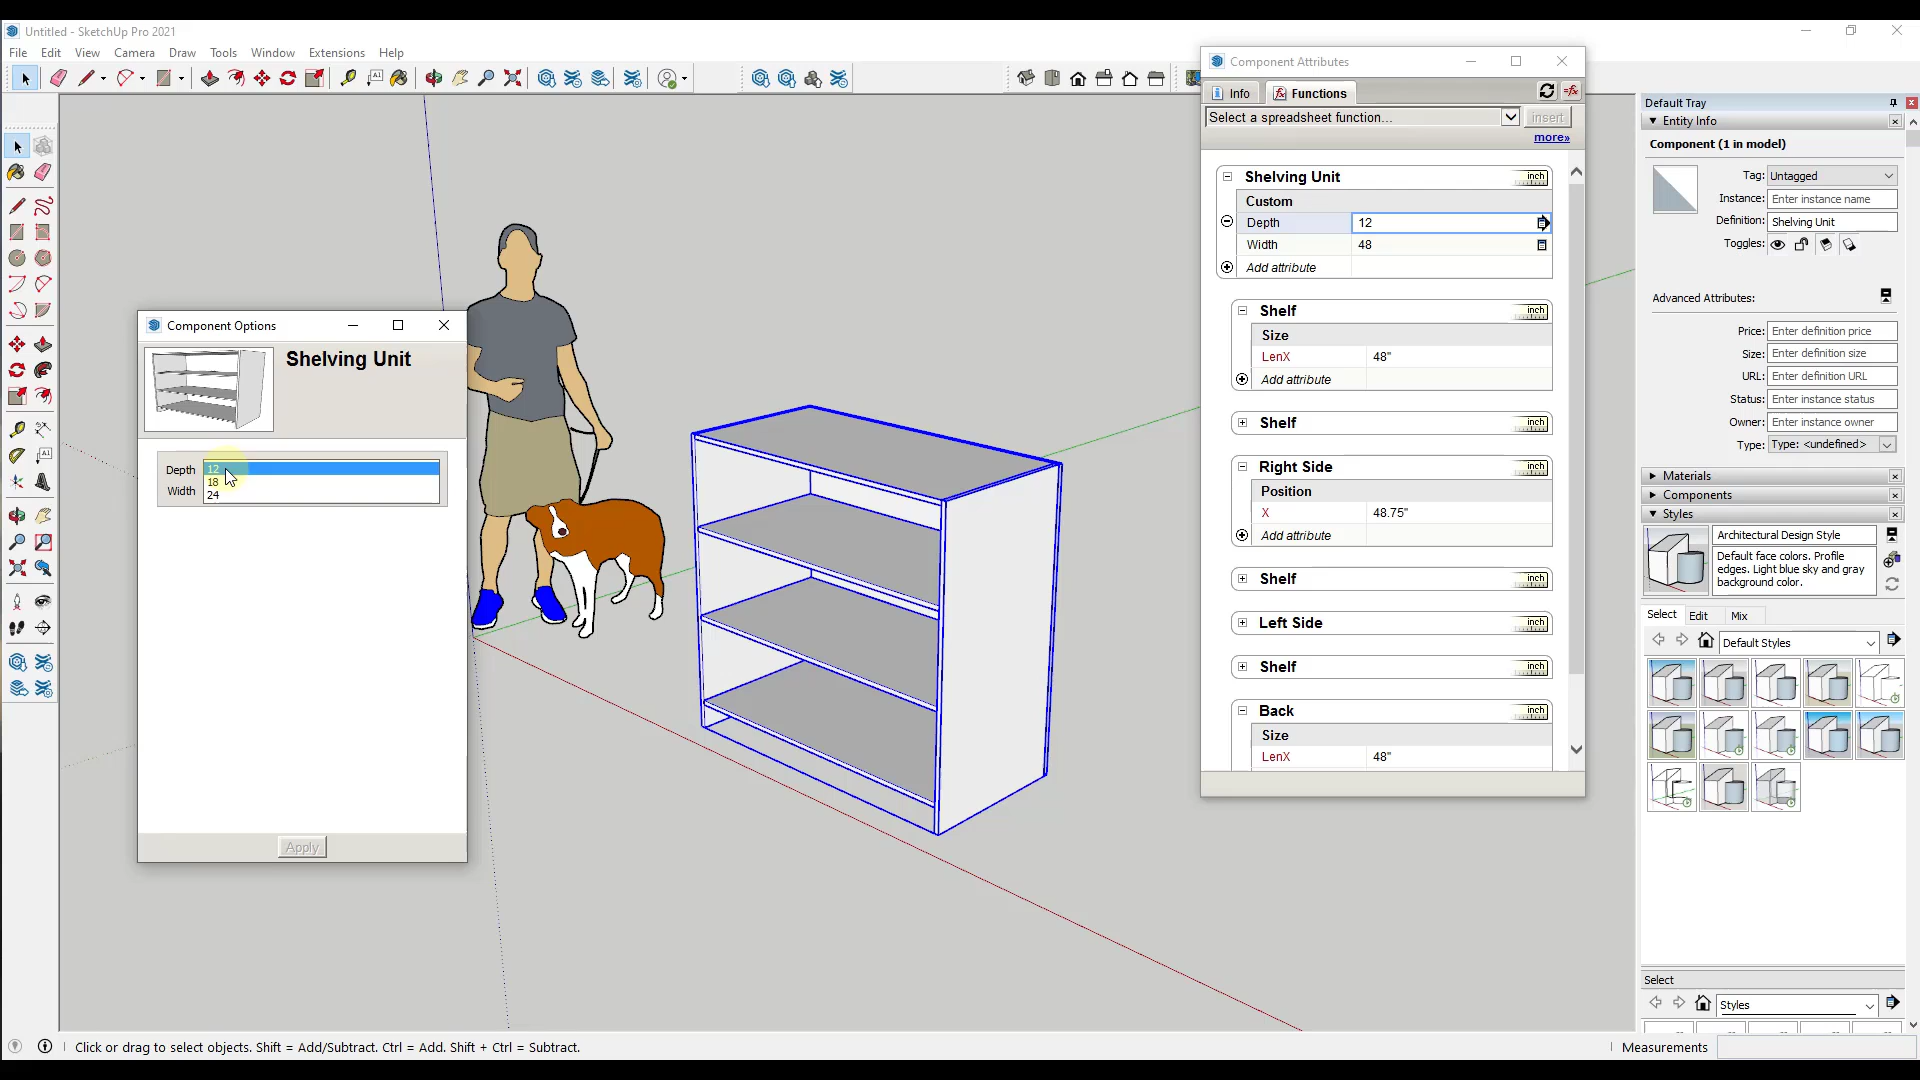 Untitled - SketchUp Pro 2021
File Edit View Camera Draw Tools Window Extensions Help
Component Attributes
Info Functions
Select a spreadsheet function... insert
more»
Shelving Unit inch
Custom
Depth 12
Width 48
Add attribute
Shelf inch
Size
LenX 48"
Add attribute
Shelf inch
Right Side inch
Position
X 48.75"
Add attribute
Shelf inch
Left Side inch
Shelf inch
Back inch
Size
LenX 48"
Component Options
Shelving Unit
Depth 12
18
Width
24
Apply
Default Tray
Entity Info
Component (1 in model)
Tag: Untagged
Instance: Enter instance name
Definition: Shelving Unit
Toggles:
Advanced Attributes:
Price: Enter definition price
Size: Enter definition size
URL: Enter definition URL
Status: Enter instance status
Owner: Enter instance owner
Type: Type: <undefined>
Materials
Components
Styles
Architectural Design Style
Default face colors. Profile
edges. Light blue sky and gray
background color.
Select Edit Mix
Default Styles
Select
Styles
Click or drag to select objects. Shift = Add/Subtract. Ctrl = Add. Shift + Ctrl = Subtract.
Measurements